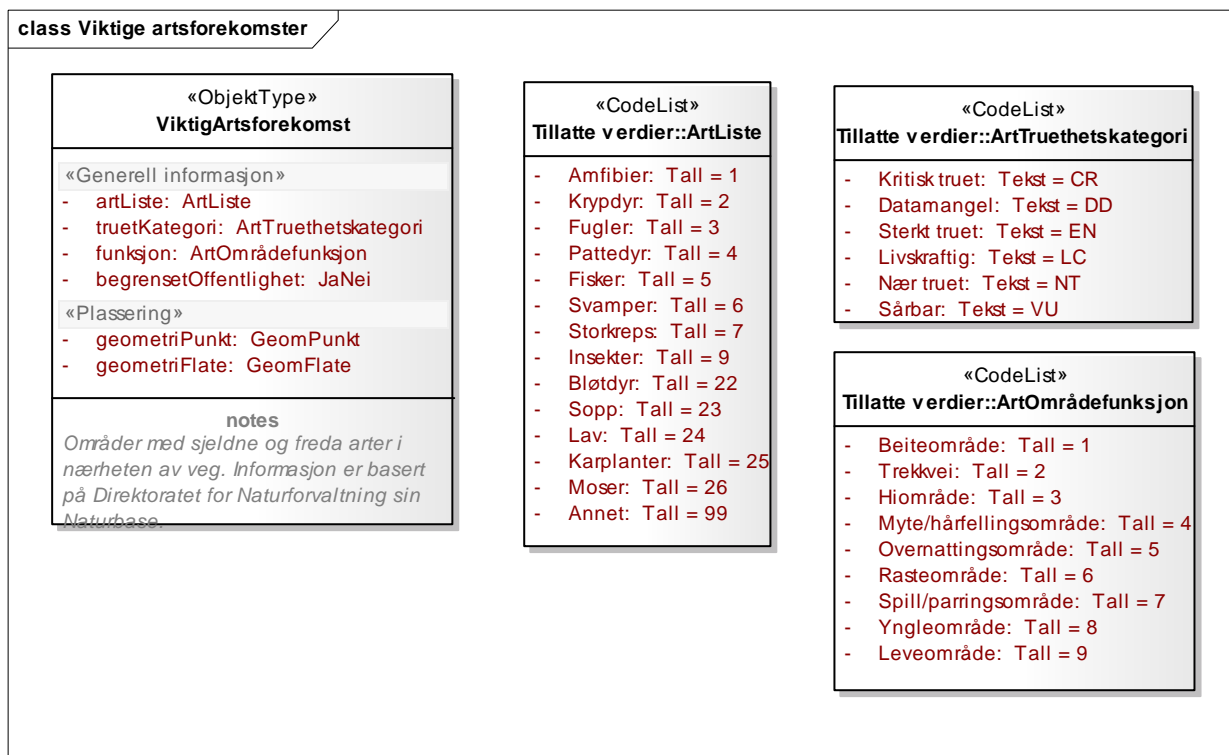 class Viktige artsforekomster
«ObjektType»
ViktigArtsforekomst
«Generell informasjon»
- artListe: ArtListe
- truetKategori: ArtTruethetskategori
- funksjon: ArtOmrådefunksjon
- begrensetOffentlighet: JaNei
«Plassering»
- geometriPunkt: GeomPunkt
- geometriFlate: GeomFlate
notes
Områder med sjeldne og freda arter i
nærheten av veg. Informasjon er basert
på Direktoratet for Naturforvaltning sin
Naturbase.
«CodeList»
Tillatte verdier::ArtListe
- Amfibier: Tall = 1
- Krypdyr: Tall = 2
- Fugler: Tall = 3
- Pattedyr: Tall = 4
- Fisker: Tall = 5
- Svamper: Tall = 6
- Storkreps: Tall = 7
- Insekter: Tall = 9
- Bløtdyr: Tall = 22
- Sopp: Tall = 23
- Lav: Tall = 24
- Karplanter: Tall = 25
- Moser: Tall = 26
- Annet: Tall = 99
«CodeList»
Tillatte verdier::ArtTruethetskategori
- Kritisk truet: Tekst = CR
- Datamangel: Tekst = DD
- Sterkt truet: Tekst = EN
- Livskraftig: Tekst = LC
- Nær truet: Tekst = NT
- Sårbar: Tekst = VU
«CodeList»
Tillatte verdier::ArtOmrådefunksjon
- Beiteområde: Tall = 1
- Trekkvei: Tall = 2
- Hiområde: Tall = 3
- Myte/hårfellingsområde: Tall = 4
- Overnattingsområde: Tall = 5
- Rasteområde: Tall = 6
- Spill/parringsområde: Tall = 7
- Yngleområde: Tall = 8
- Leveområde: Tall = 9